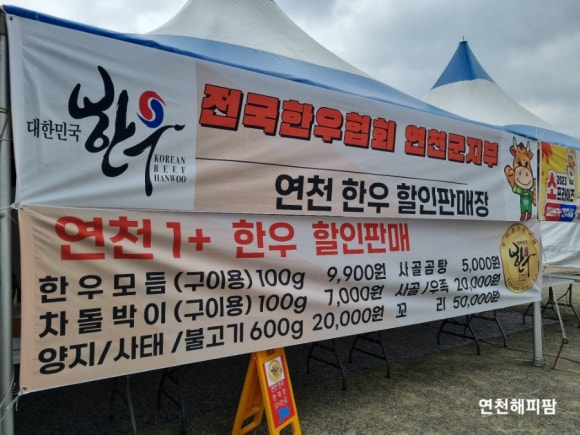 대한민국
한우
KOREAN
BEEF
HANWOO
전국한우협회 연천군지부
연천 한우 할인판매장
2023
연천 1+ 한우 할인판매
한우모듬(구이용)100g 9,900원 사골곰탕 5,000원
차돌박이(구이용)100g 7,000원 사골/우족 20,000원
양지/사태/불고기 600g 20,000원 꼬리 50,000원
한우
연천해피팜